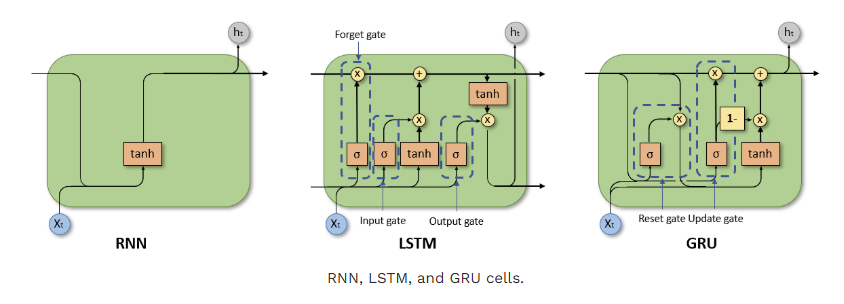 Forget gate
hₜ
hₜ
hₜ
x
+
x
+
tanh
x
x
x
1-
x
tanh
σ
σ
tanh
σ
σ
σ
tanh
Input gate
Output gate
Reset gate Update gate
Xₜ
Xₜ
Xₜ
RNN
LSTM
GRU
RNN, LSTM, and GRU cells.